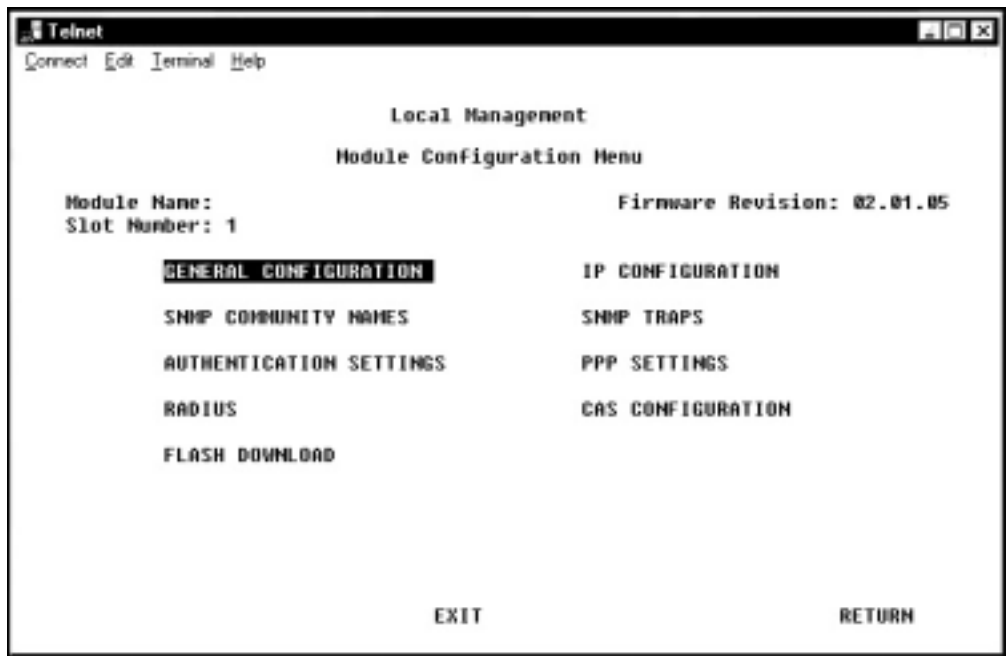 Telnet
Connect Edit Terminal Help
Local Management
Module Configuration Menu
Module Name: Firmware Revision: 02.01.05
Slot Number: 1
GENERAL CONFIGURATION IP CONFIGURATION
SNMP COMMUNITY NAMES SNMP TRAPS
AUTHENTICATION SETTINGS PPP SETTINGS
RADIUS CAS CONFIGURATION
FLASH DOWNLOAD
EXIT RETURN